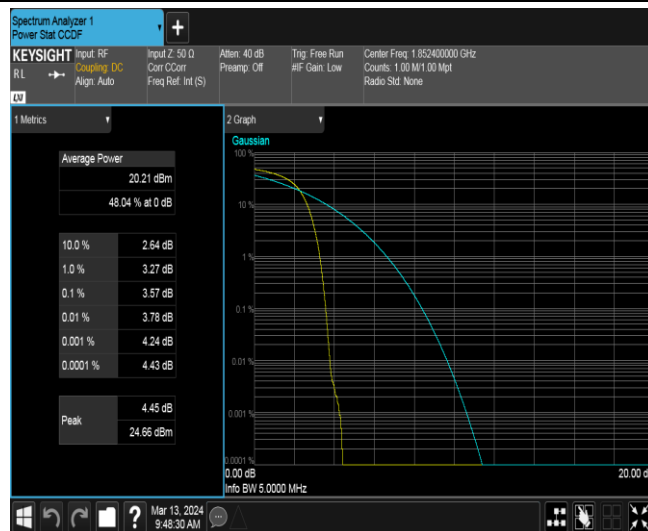 Spectrum Analyzer 1
Power Stat CCDF
KEYSIGHT
RL
LXI
Input: RF
Coupling: DC
Align: Auto
Input Z: 50 Ω
Corr CCorr
Freq Ref: Int (S)
Atten: 40 dB
Preamp: Off
Trig: Free Run
#IF Gain: Low
Center Freq: 1.852400000 GHz
Counts: 1.00 M/1.00 Mpt
Radio Std: None
1 Metrics
Average Power
20.21 dBm
48.04 % at 0 dB
10.0 % 2.64 dB
1.0 % 3.27 dB
0.1 % 3.57 dB
0.01 % 3.78 dB
0.001 % 4.24 dB
0.0001 % 4.43 dB
Peak
4.45 dB
24.66 dBm
2 Graph
Gaussian
100 %
10 %
1 %
0.1 %
0.01 %
0.001 %
0.0001 %
0.00 dB
20.00 d
Info BW 5.0000 MHz
?
Mar 13, 2024
9:48:30 AM